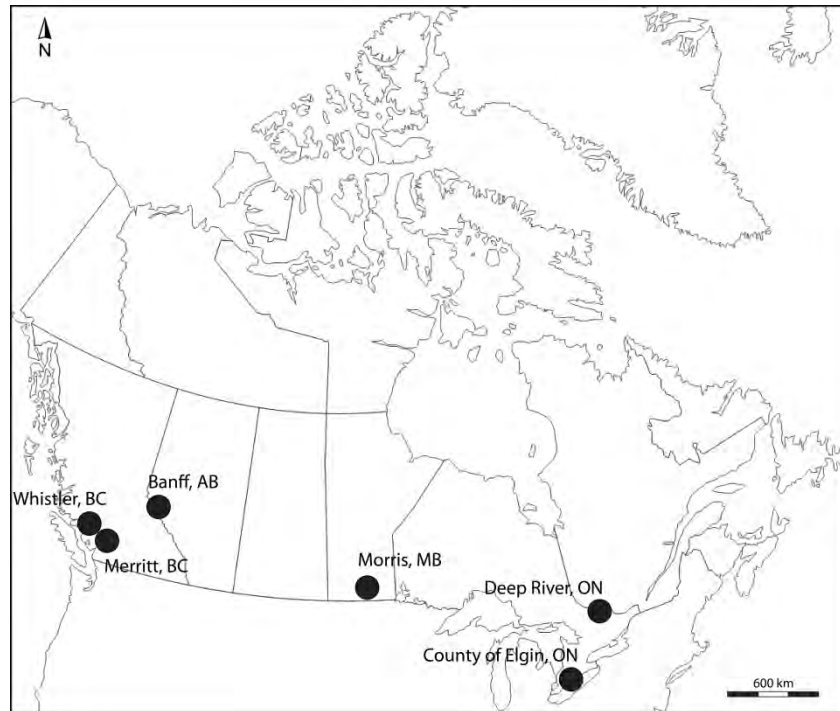 N
Banff, AB
Whistler, BC
Merritt, BC
Morris, MB
Deep River, ON
County of Elgin, ON
600 km